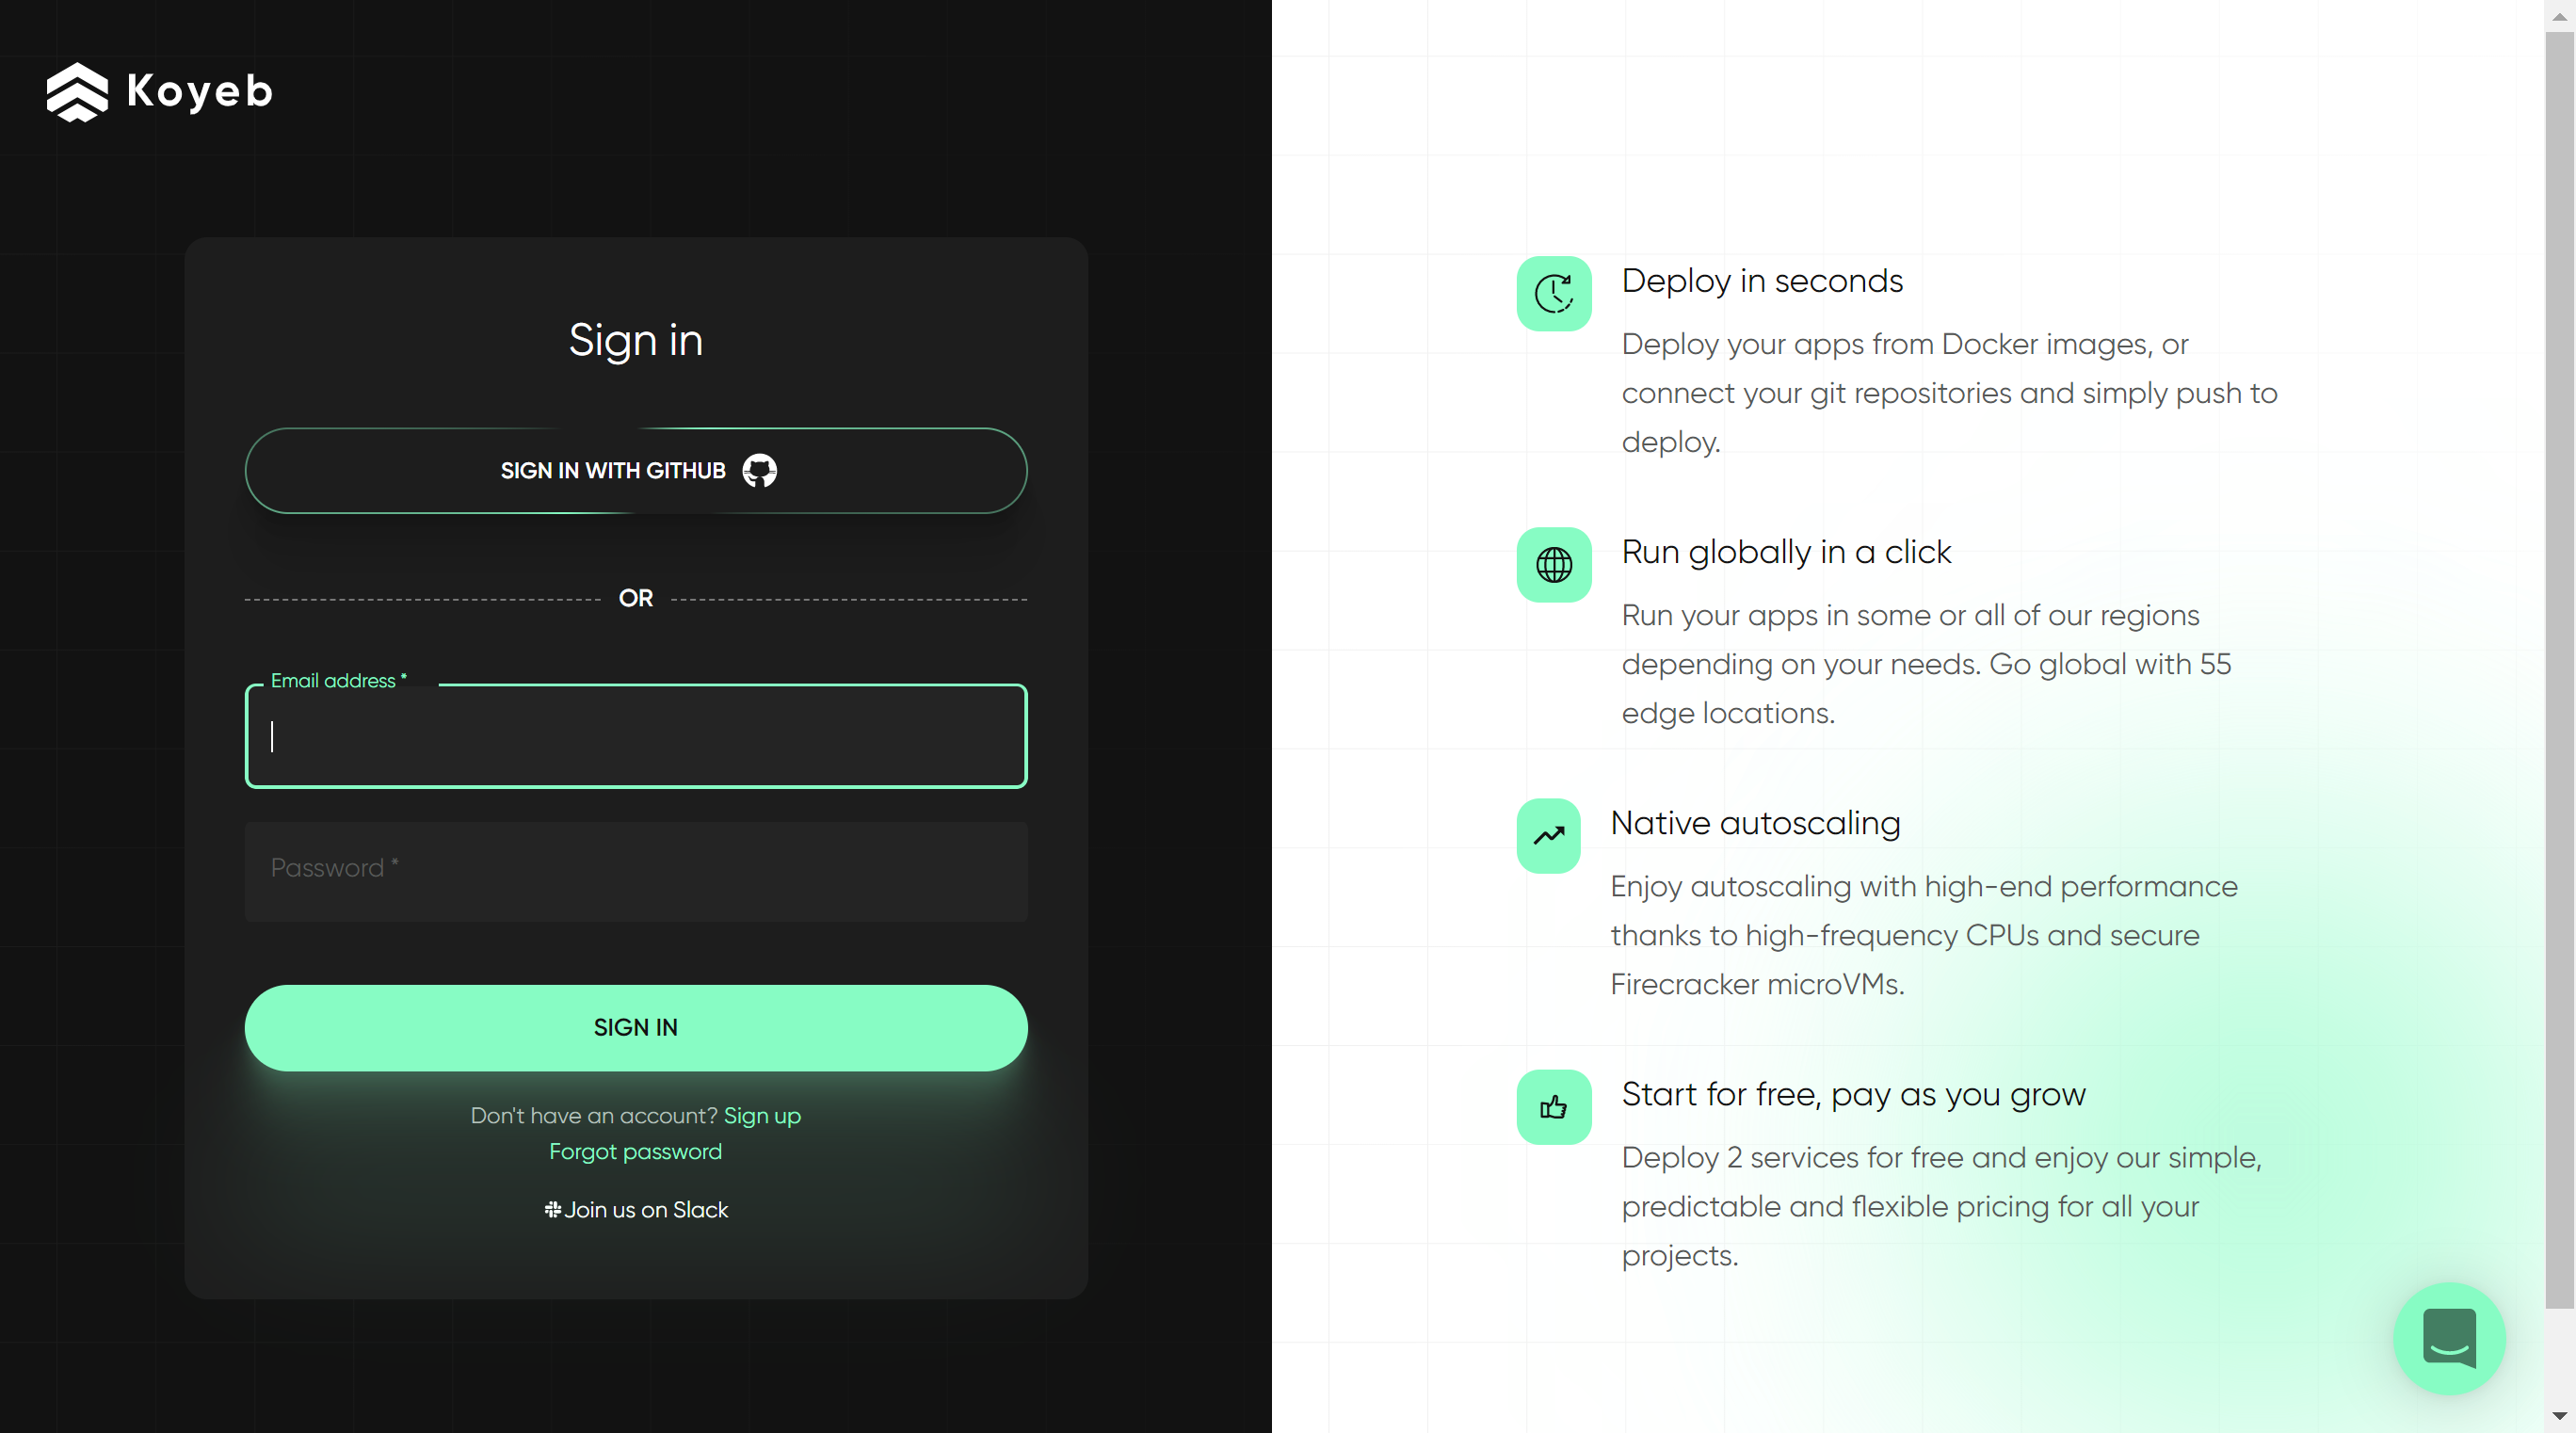 Koyeb
Sign in
SIGN IN WITH GITHUB
OR
Email address *
Password *
SIGN IN
Don't have an account? Sign up
Forgot password
Join us on Slack
Deploy in seconds
Deploy your apps from Docker images, or
connect your git repositories and simply push to
deploy.
Run globally in a click
Run your apps in some or all of our regions
depending on your needs. Go global with 55
edge locations.
Native autoscaling
Enjoy autoscaling with high-end performance
thanks to high-frequency CPUs and secure
Firecracker microVMs.
Start for free, pay as you grow
Deploy 2 services for free and enjoy our simple,
predictable and flexible pricing for all your
projects.